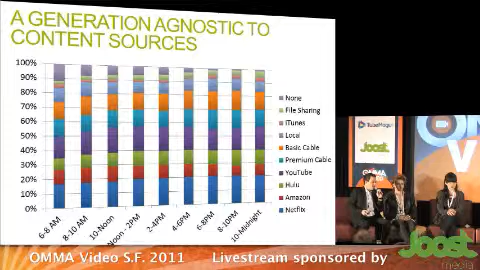 A GENERATION AGNOSTIC TO
CONTENT SOURCES
100%
90%
80%
70%
60%
50%
40%
30%
20%
10%
0%
6-8 AM
8-10 AM
10-Noon
Noon - 2PM
2-4PM
4-6PM
6-8PM
8-10PM
10-Midnight
None
File Sharing
iTunes
Local
Basic Cable
Premium Cable
YouTube
Hulu
Amazon
Netflix
TubeMogul
Joost
OMMA
OMMA Video S.F. 2011 Livestream sponsored by
Joost
media